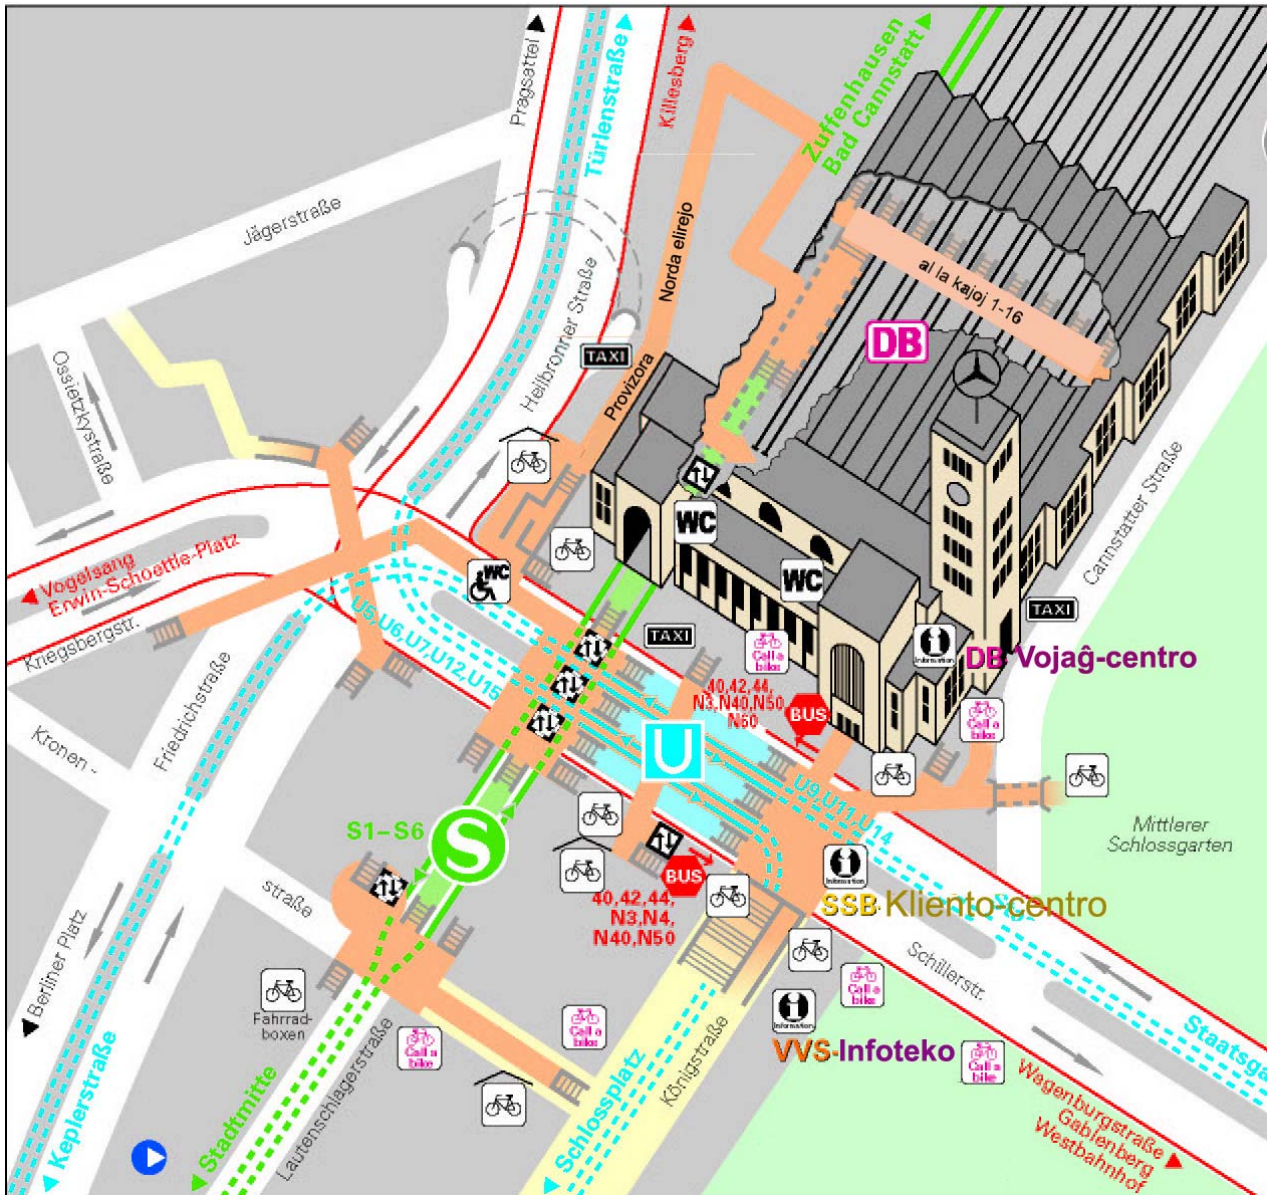 Pragsattel
Türlenstraße
Killesberg
Zuffenhausen
Bad Cannstatt
Jägerstraße
Norda elirejo
Provizora
al la kajoj 1-16
DB
Ossietzkystraße
Heilbronner Straße
TAXI
WC
WC
WC
Vogelsang
Erwin-Schoettle-Platz
Kriegsbergstr.
U5,U6,U7,U12,U15
Cannstatter Straße
TAXI
TAXI
Call a
bike
Information
DB Vojaĝ-centro
40,42,44,
N3,N40,N50
N60
BUS
Call a
bike
Friedrichstraße
Kronen -
U
U9,U11,U14
Mittlerer
Schlossgarten
S1–S6
S
straße
BUS
40,42,44,
N3,N4,
N40,N50
Information
SSB-Kliento-centro
Schillerstr.
Berliner Platz
Fahrrad-
boxen
Call a
bike
Call a
bike
Call a
bike
Information
VVS-Infoteko
Call a
bike
Staatsga
Keplerstraße
Stadtmitte
Lautenschlagerstraße
Schlossplatz
Königstraße
Wagenburgstraße
Gablenberg
Westbahnhof